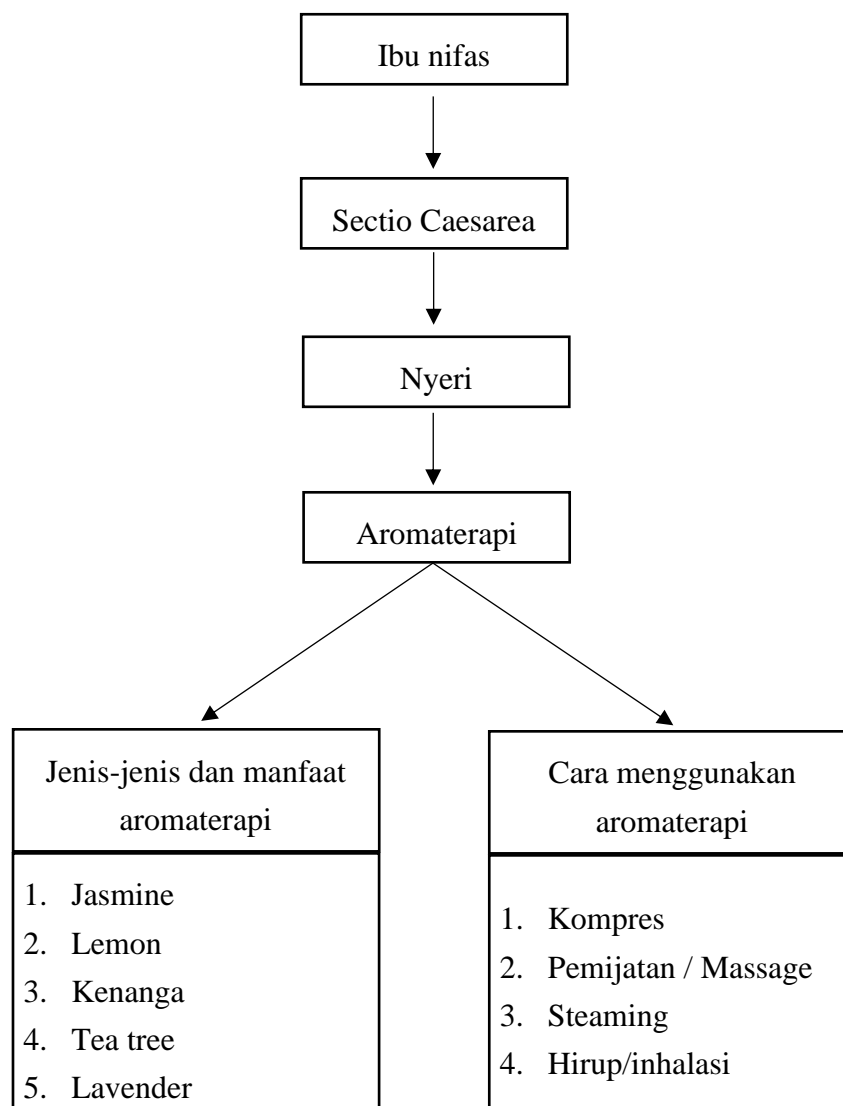 Ibu nifas
Sectio Caesarea
Nyeri
Aromaterapi
Jenis-jenis dan manfaat
aromaterapi
1. Jasmine
2. Lemon
3. Kenanga
4. Tea tree
5. Lavender
Cara menggunakan
aromaterapi
1. Kompres
2. Pemijatan / Massage
3. Steaming
4. Hirup/inhalasi